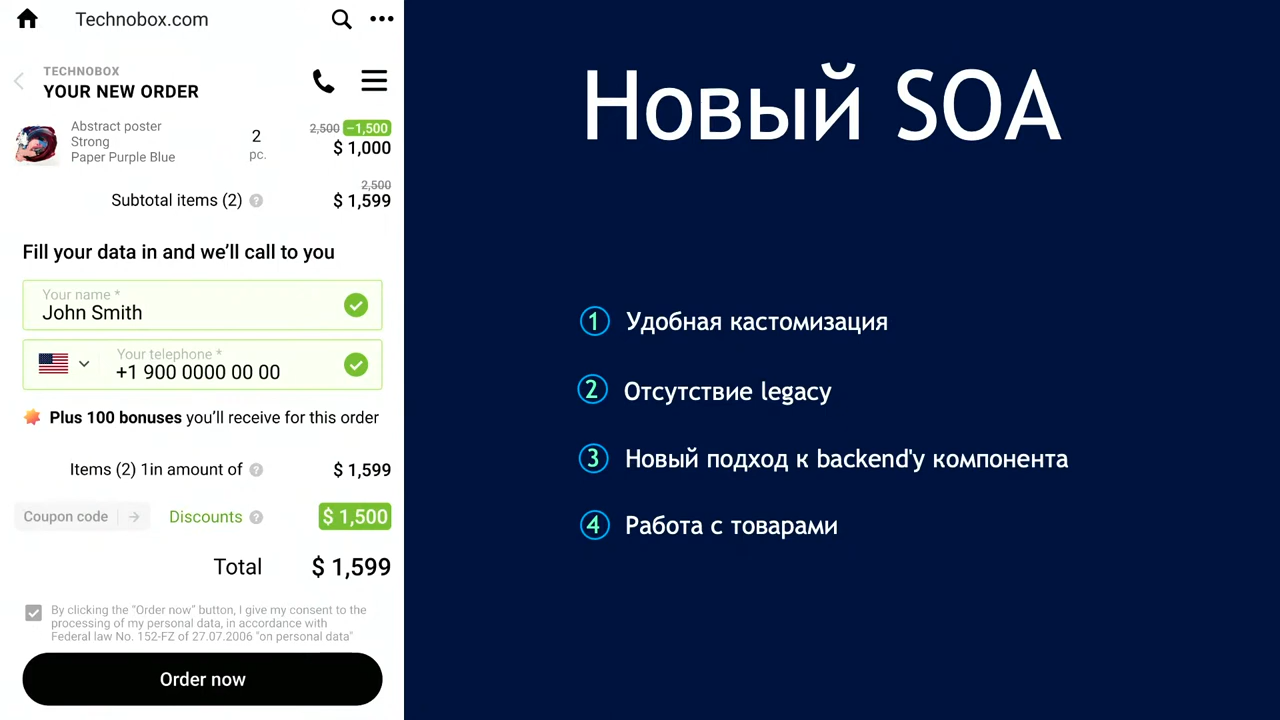 Technobox.com
TECHNOBOX
YOUR NEW ORDER
Abstract poster
Strong
Paper Purple Blue
2
pc.
2,500 −1,500
$ 1,000
2,500
Subtotal items (2) ? $ 1,599
Fill your data in and we’ll call to you
Your name *
John Smith
Your telephone *
+1 900 0000 00 00
Plus 100 bonuses you’ll receive for this order
Items (2) 1in amount of ? $ 1,599
Coupon code → Discounts ? $ 1,500
Total $ 1,599
By clicking the “Order now” button, I give my consent to the
processing of my personal data, in accordance with
Federal law No. 152-FZ of 27.07.2006 "on personal data"
Order now
Новый SOA
1 Удобная кастомизация
2 Отсутствие legacy
3 Новый подход к backend'у компонента
4 Работа с товарами